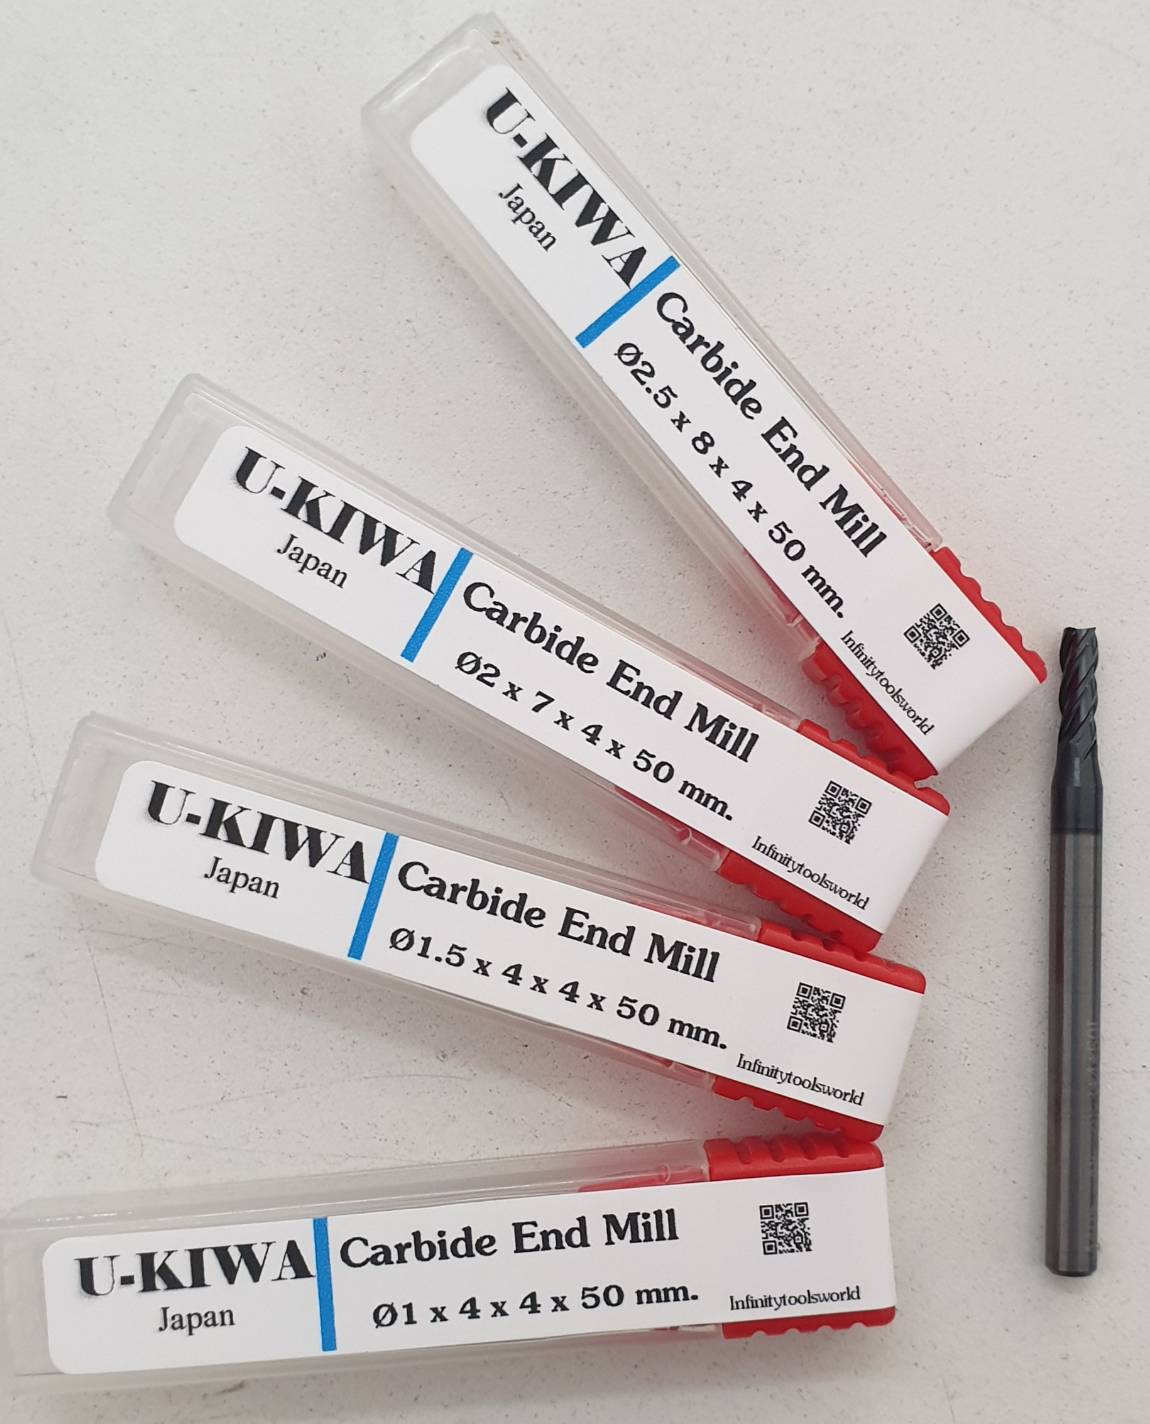 U-KIWA
Japan
Carbide End Mill
Ø2.5 x 8 x 4 x 50 mm.
Infinitytoolsworld
U-KIWA
Japan
Carbide End Mill
Ø2 x 7 x 4 x 50 mm.
Infinitytoolsworld
U-KIWA
Japan
Carbide End Mill
Ø1.5 x 4 x 4 x 50 mm.
Infinitytoolsworld
U-KIWA
Japan
Carbide End Mill
Ø1 x 4 x 4 x 50 mm.
Infinitytoolsworld